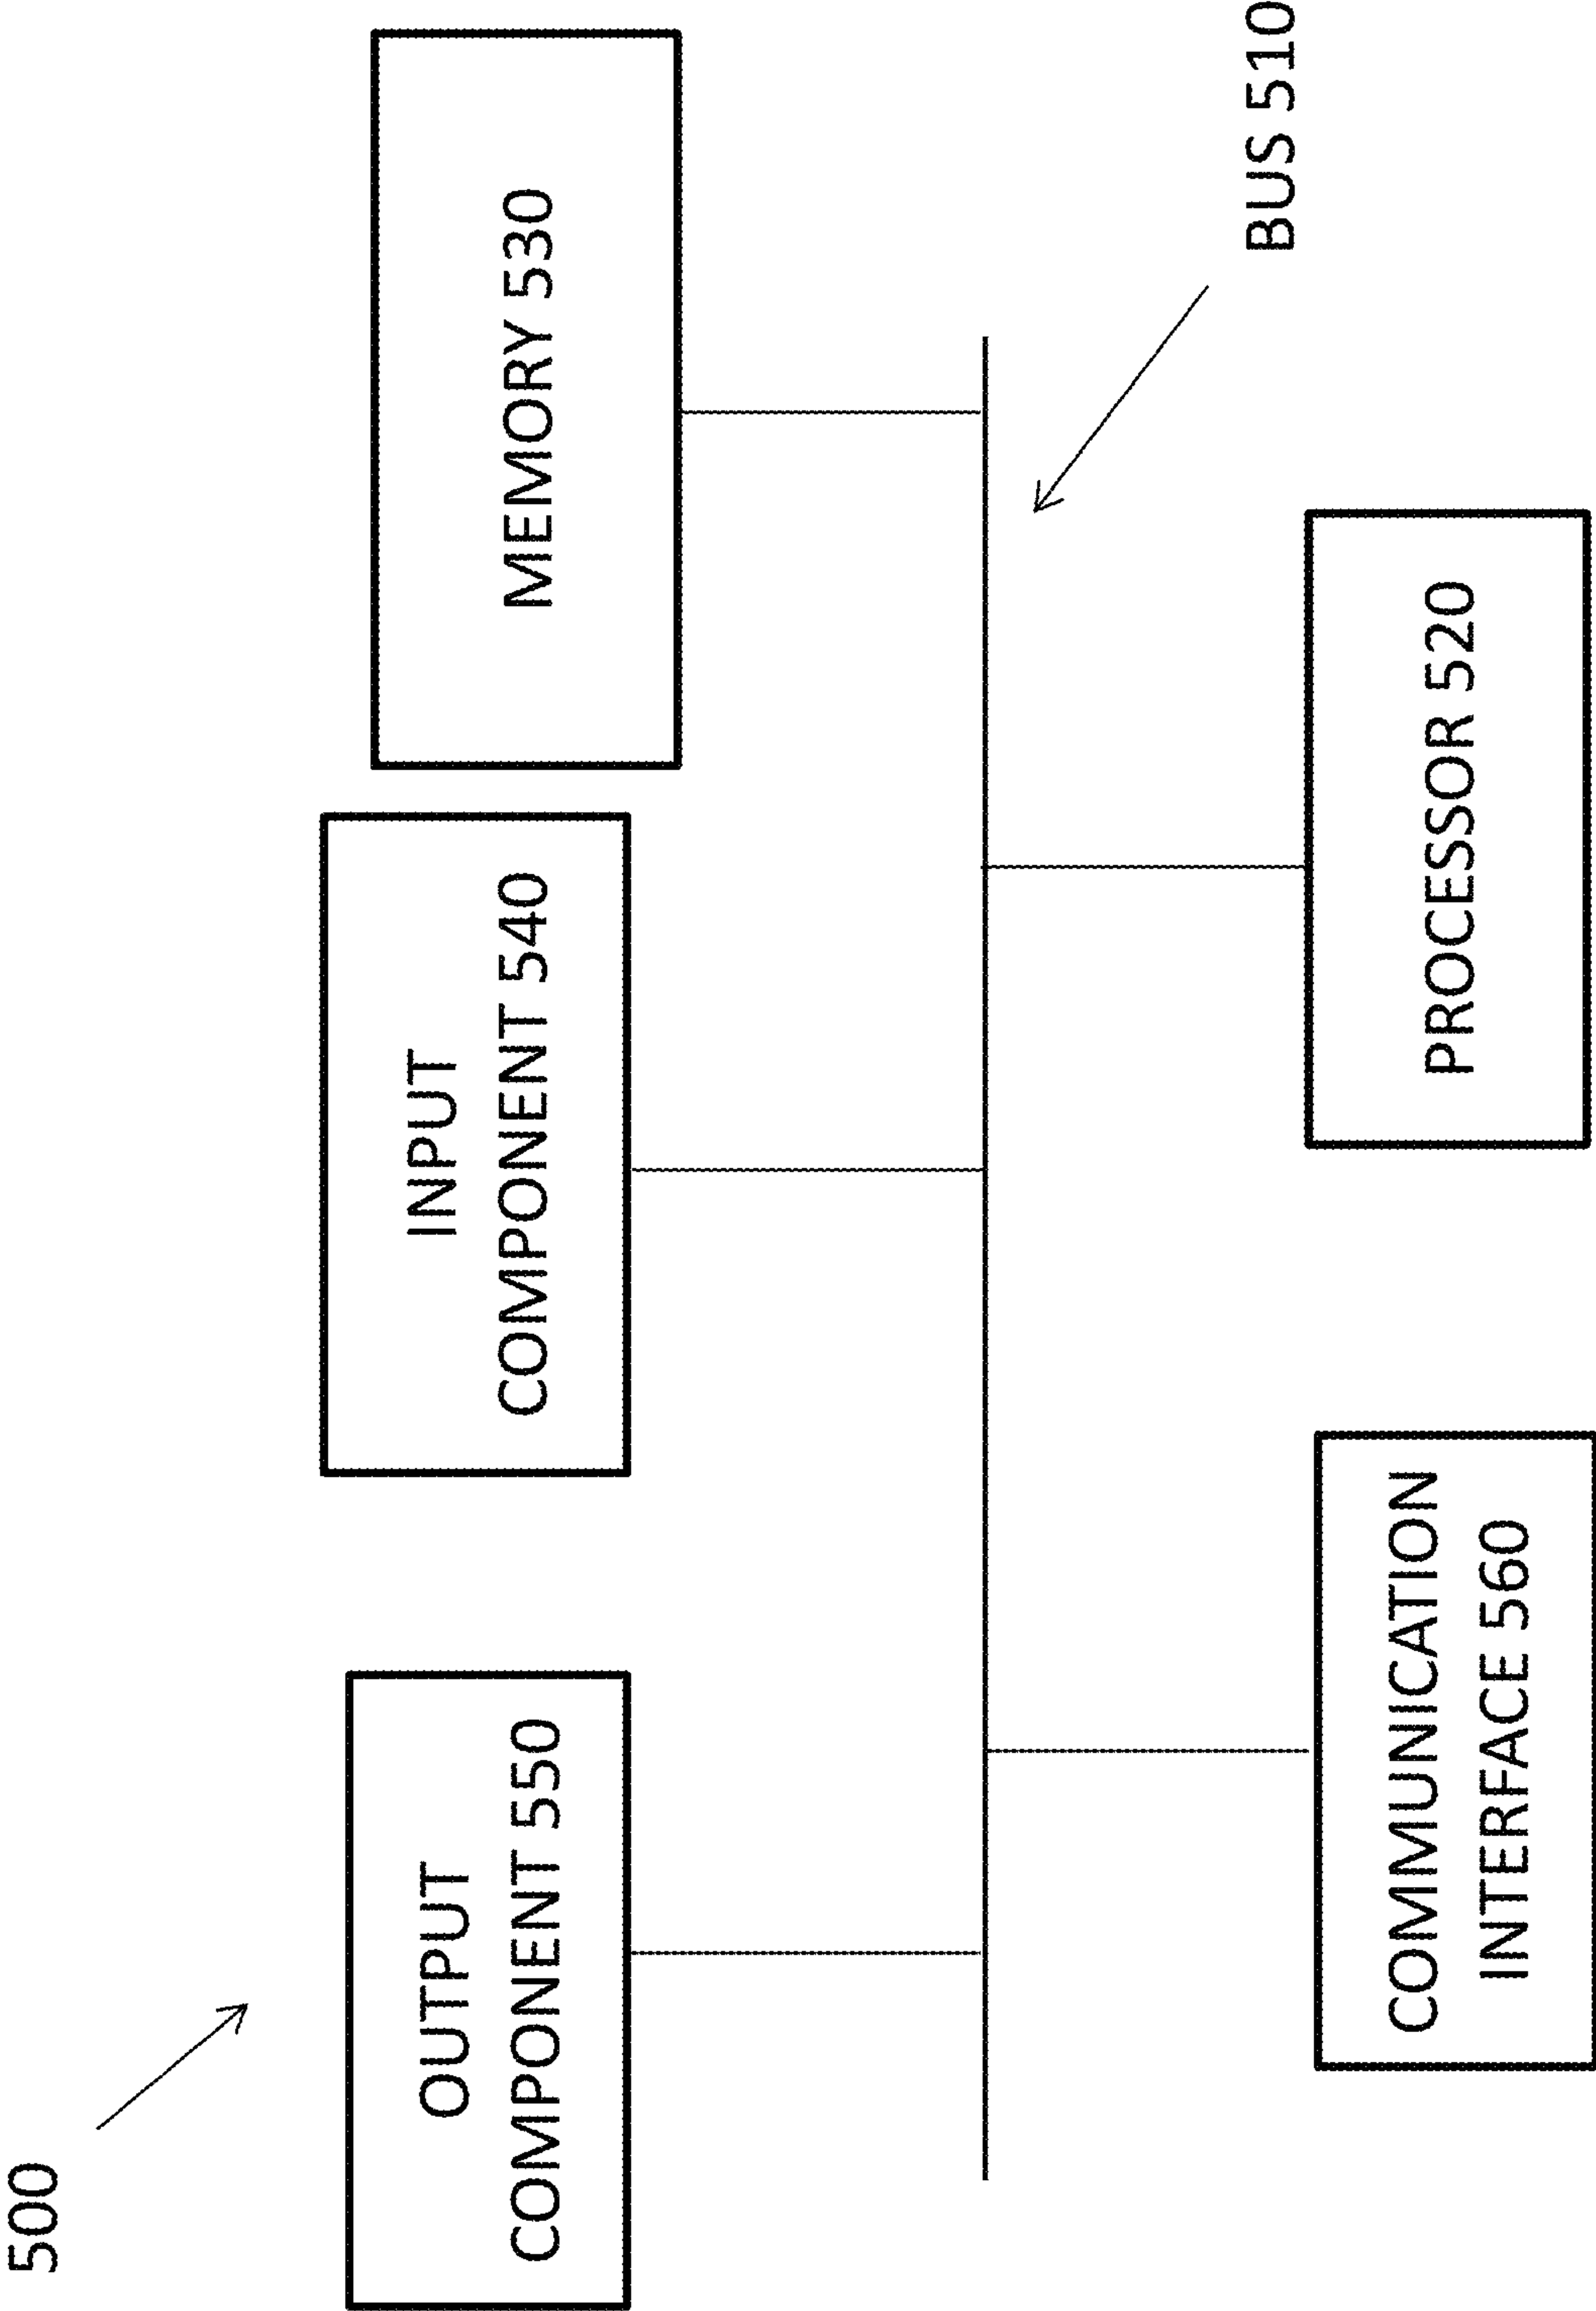 500
OUTPUT
COMPONENT 550
INPUT
COMPONENT 540
MEMORY 530
BUS 510
COMMUNICATION
INTERFACE 560
PROCESSOR 520